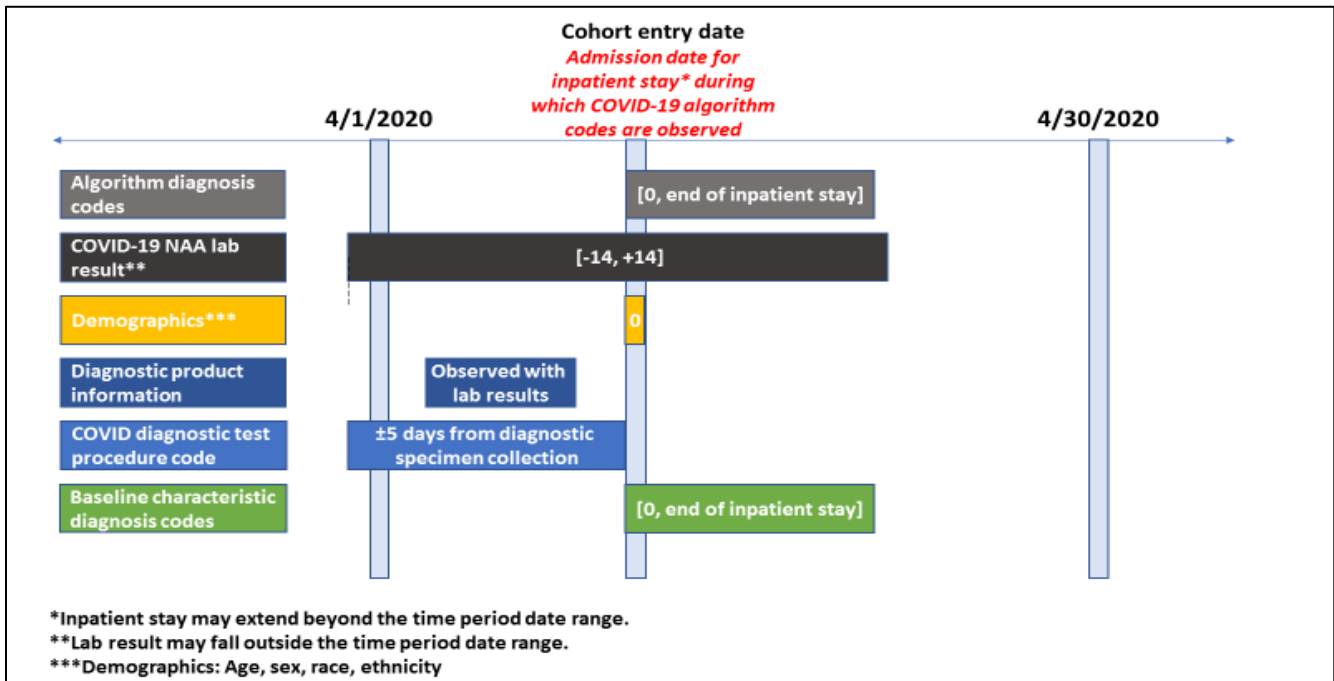 Cohort entry date
Admission date for
inpatient stay* during
which COVID-19 algorithm
codes are observed
4/1/2020
4/30/2020
Algorithm diagnosis
codes
[0, end of inpatient stay]
COVID-19 NAA lab
result**
[-14, +14]
Demographics***
0
Diagnostic product
information
Observed with
lab results
COVID diagnostic test
procedure code
±5 days from diagnostic
specimen collection
Baseline characteristic
diagnosis codes
[0, end of inpatient stay]
*Inpatient stay may extend beyond the time period date range.
**Lab result may fall outside the time period date range.
***Demographics: Age, sex, race, ethnicity